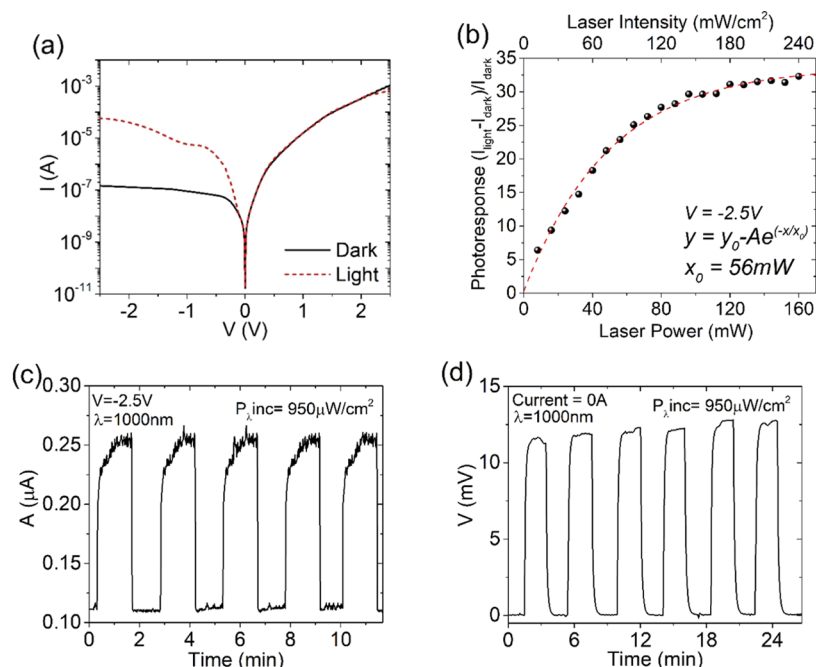 (a)
I (A)
10⁻³
10⁻⁵
10⁻⁷
10⁻⁹
10⁻¹¹
Dark
Light
-2 -1 0 1 2
V (V)
(b)
Laser Intensity (mW/cm²)
0 60 120 180 240
Photoresponse (I_light-I_dark)/I_dark
35
30
25
20
15
10
5
0
V = -2.5V
y = y₀-Ae^(-x/x₀)
x₀ = 56mW
0 40 80 120 160
Laser Power (mW)
(c)
A (μA)
0.30
0.25
0.20
0.15
0.10
V=-2.5V
λ=1000nm
P_λinc= 950μW/cm²
0 2 4 6 8 10
Time (min)
(d)
V (mV)
15
10
5
0
Current = 0A
λ=1000nm
P_λinc= 950μW/cm²
0 6 12 18 24
Time (min)